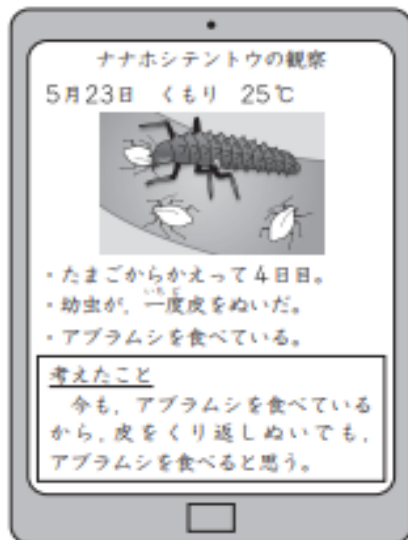 ナナホシテントウの観察
5月23日 くもり 25℃
・たまごからかえって4日目。
・幼虫が、一度皮をぬいだ。
いちど
・アブラムシを食べている。
考えたこと
今も、アブラムシを食べている
から、皮をくり返しぬいでも、
アブラムシを食べると思う。